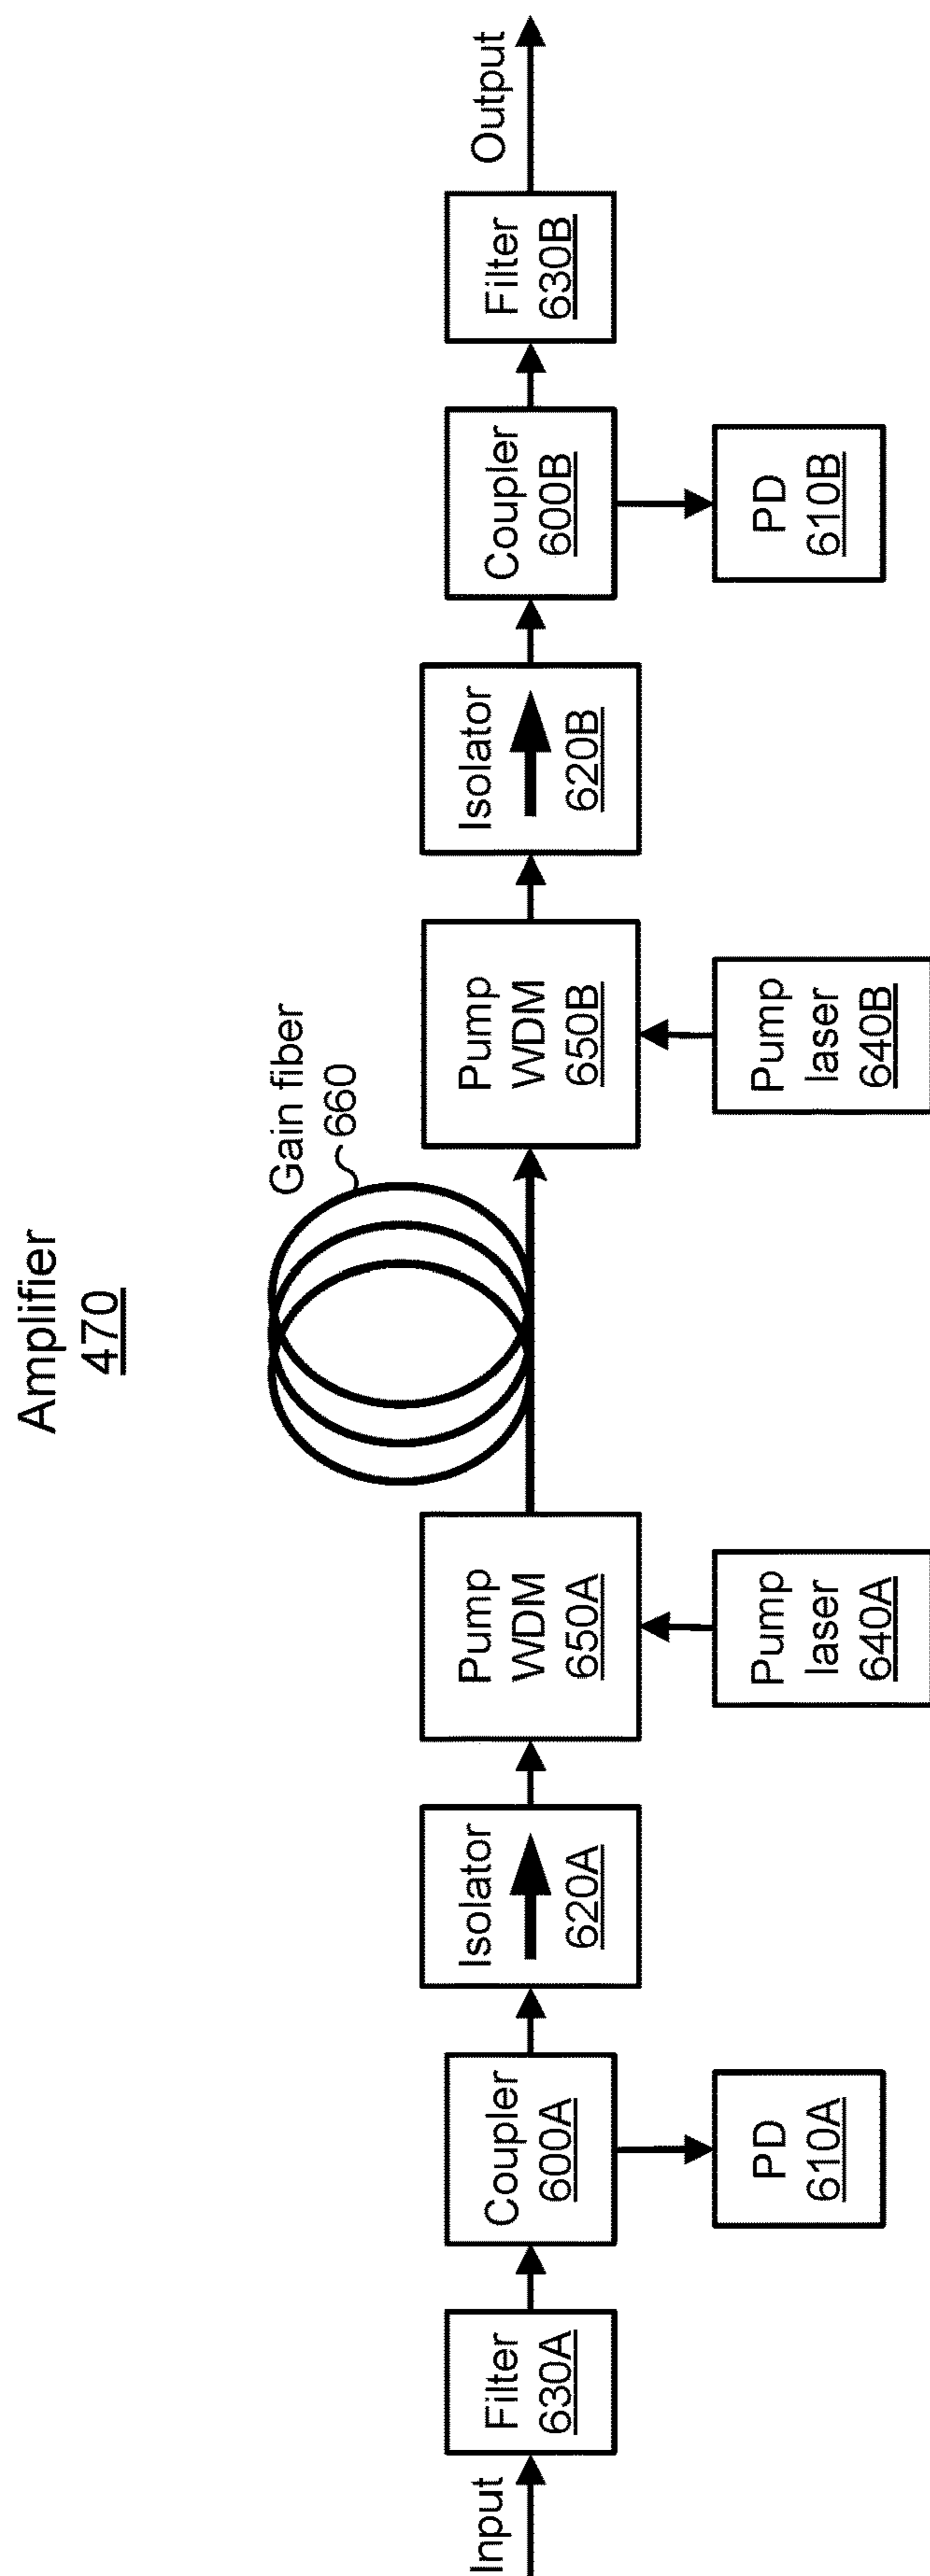 Amplifier
470
Gain fiber
660
Input
Filter
630A
Coupler
600A
PD
610A
Isolator
620A
Pump
WDM
650A
Pump
laser
640A
Pump
WDM
650B
Pump
laser
640B
Isolator
620B
Coupler
600B
PD
610B
Filter
630B
Output